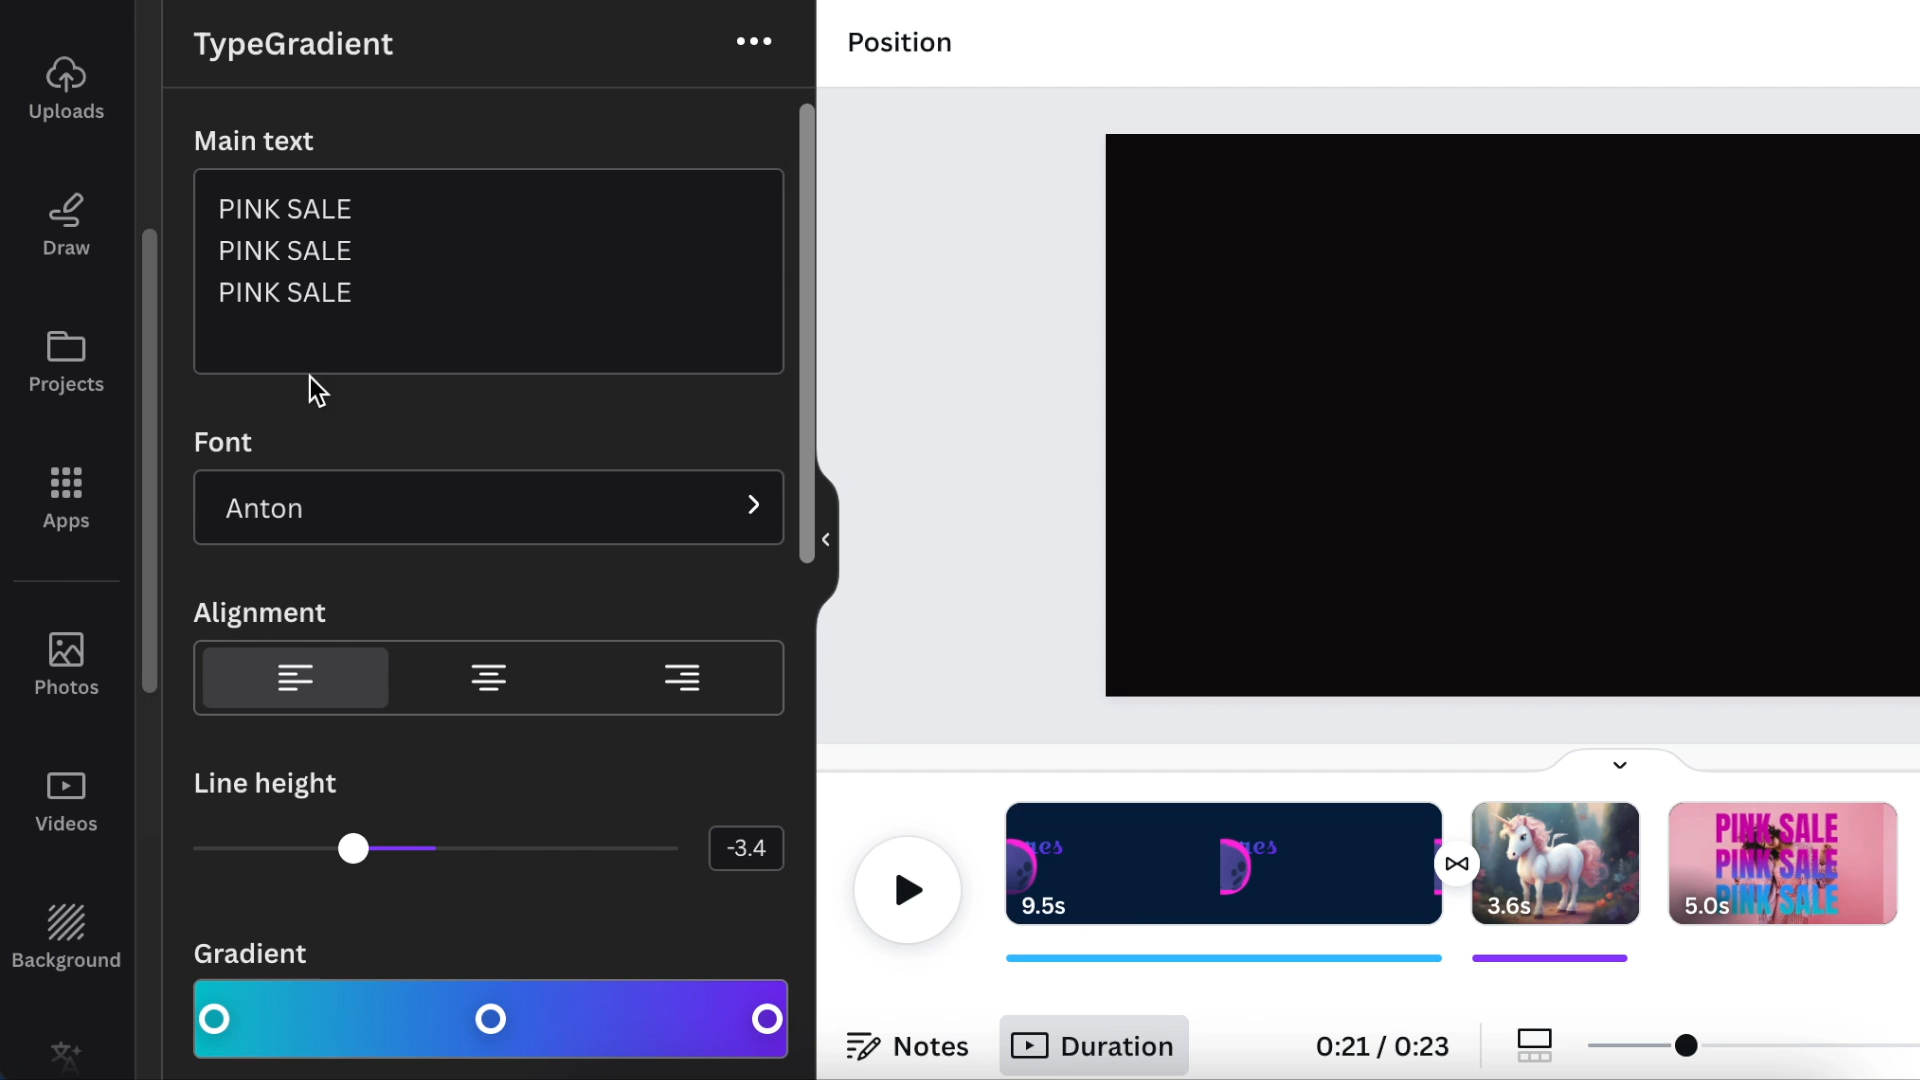 Uploads
Draw
Projects
Apps
Photos
Videos
Background
TypeGradient
Main text
PINK SALE
PINK SALE
PINK SALE
Font
Anton
Alignment
Line height
-3.4
Gradient
Position
9.5s
3.6s
PINK SALE
PINK SALE
PINK SALE
5.0s
Notes
Duration
0:21 / 0:23